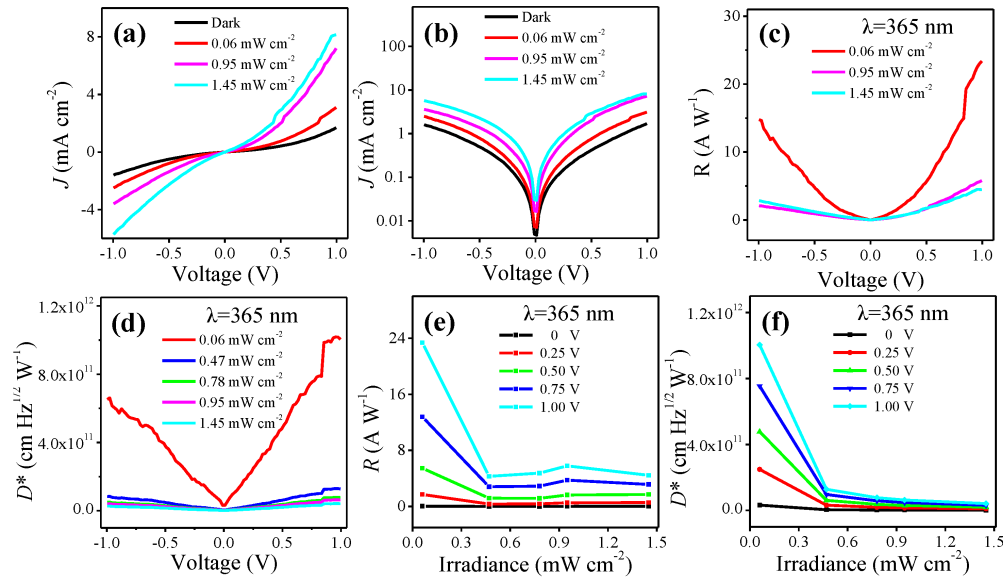 (a)
Dark
0.06 mW cm-2
0.95 mW cm-2
1.45 mW cm-2
J (mA cm-2)
8
4
0
-4
-1.0 -0.5 0.0 0.5 1.0
Voltage (V)
(b)
Dark
0.06 mW cm-2
0.95 mW cm-2
1.45 mW cm-2
J (mA cm-2)
100
10
1
0.1
0.01
-1.0 -0.5 0.0 0.5 1.0
Voltage (V)
(c)
λ=365 nm
0.06 mW cm-2
0.95 mW cm-2
1.45 mW cm-2
R (A W-1)
30
20
10
0
-1.0 -0.5 0.0 0.5 1.0
Voltage (V)
(d)
λ=365 nm
0.06 mW cm-2
0.47 mW cm-2
0.78 mW cm-2
0.95 mW cm-2
1.45 mW cm-2
D* (cm Hz1/2 W-1)
1.2x1012
8.0x1011
4.0x1011
0.0
-1.0 -0.5 0.0 0.5 1.0
Voltage (V)
(e)
λ=365 nm
0 V
0.25 V
0.50 V
0.75 V
1.00 V
R (A W-1)
24
16
8
0
0.0 0.3 0.6 0.9 1.2 1.5
Irradiance (mW cm-2)
(f)
λ=365 nm
0 V
0.25 V
0.50 V
0.75 V
1.00 V
D* (cm Hz1/2 W-1)
1.2x1012
8.0x1011
4.0x1011
0.0
0.0 0.3 0.6 0.9 1.2 1.5
Irradiance (mW cm-2)